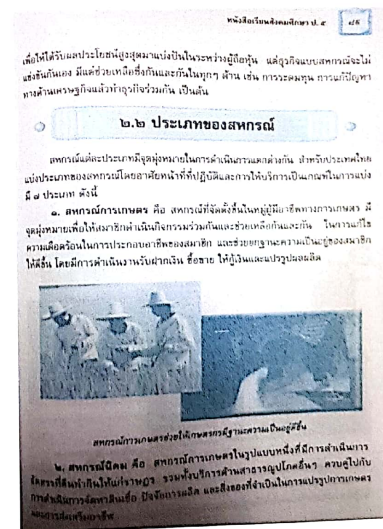 หนังสือเรียนสังคมศึกษา ป. ๕ ๘๖
เพื่อให้ได้รับผลประโยชน์สูงสุดมาแบ่งปันในระหว่างผู้ถือหุ้น แต่ธุรกิจแบบสหกรณ์จะไม่
แข่งขันกันเอง มีแต่ช่วยเหลือซึ่งกันและกันในทุกๆ ด้าน เช่น การระดมทุน การแก้ปัญหา
ทางด้านเศรษฐกิจแล้วทำธุรกิจร่วมกัน เป็นต้น
๒.๒ ประเภทของสหกรณ์
สหกรณ์แต่ละประเภทมีจุดมุ่งหมายในการดำเนินการแตกต่างกัน สำหรับประเทศไทย
แบ่งประเภทของสหกรณ์โดยอาศัยหน้าที่ที่ปฏิบัติและการให้บริการเป็นเกณฑ์ในการแบ่ง
มี ๗ ประเภท ดังนี้
๑. สหกรณ์การเกษตร คือ สหกรณ์ที่จัดตั้งขึ้นในหมู่ผู้มีอาชีพทางการเกษตร มี
จุดมุ่งหมายเพื่อให้สมาชิกดำเนินกิจกรรมร่วมกันและช่วยเหลือกันและกัน ในการแก้ไข
ความเดือดร้อนในการประกอบอาชีพของสมาชิก และช่วยยกฐานะความเป็นอยู่ของสมาชิก
ให้ดีขึ้น โดยมีการดำเนินงานรับฝากเงิน ซื้อขาย ให้กู้เงินและแปรรูปผลผลิต
สหกรณ์การเกษตรช่วยให้เกษตรกรมีฐานะความเป็นอยู่ดีขึ้น
๒. สหกรณ์นิคม คือ สหกรณ์การเกษตรในรูปแบบหนึ่งที่มีการดำเนินการ
จัดสรรที่ดินทำกินให้แก่ราษฎร รวมทั้งบริการด้านสาธารณูปโภคอื่นๆ ควบคู่ไปกับ
การดำเนินการจัดหาสินเชื่อ ปัจจัยการผลิต และสิ่งของที่จำเป็นในการแปรรูปการเกษตร
และการส่งเสริมอาชีพ